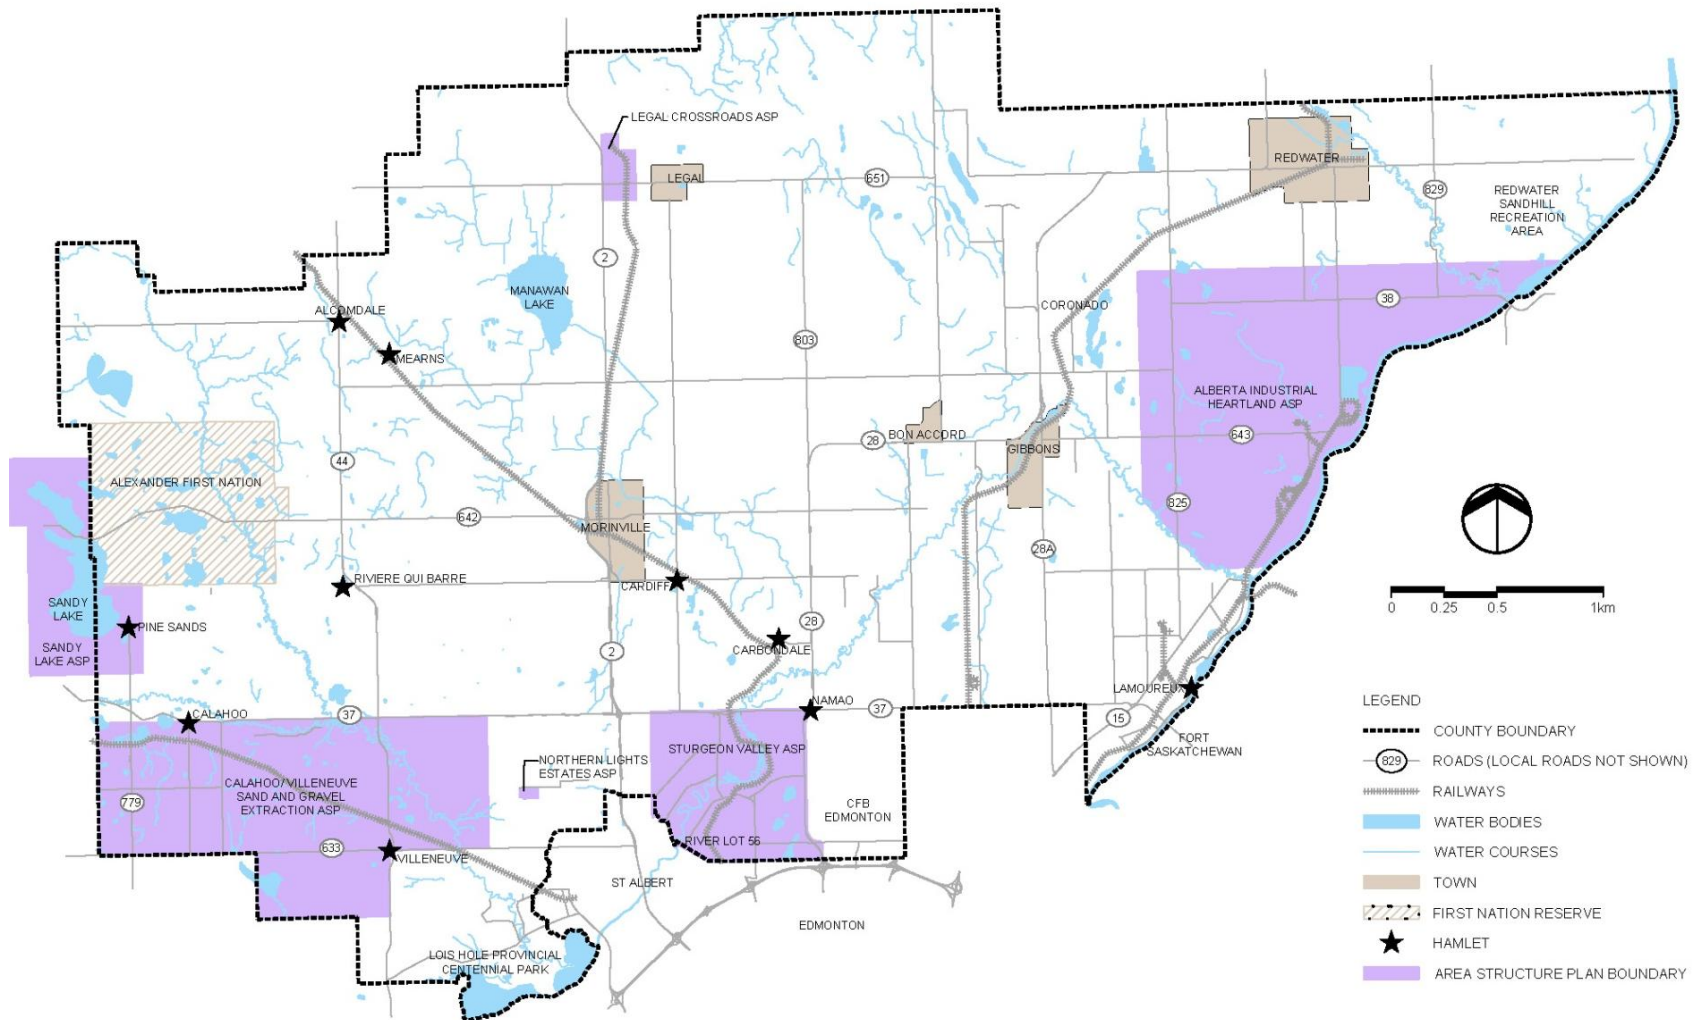 LEGAL CROSSROADS ASP
REDWATER
LEGAL
651
829
REDWATER
SANDHILL
RECREATION
AREA
2
MANAWAN
LAKE
CORONADO
38
ALCOMDALE
803
MEARNS
ALBERTA INDUSTRIAL
HEARTLAND ASP
28
BON ACCORD
643
GIBBONS
44
ALEXANDER FIRST NATION
825
642
MORINVILLE
28A
RIVIERE QUI BARRE
CARDIFF
0
0.25
0.5
1km
SANDY
LAKE
PINE SANDS
28
SANDY
LAKE ASP
2
CARBONDALE
LAMOUREUX
NAMAO
37
CALAHOO
37
15
FORT
SASKATCHEWAN
STURGEON VALLEY ASP
NORTHERN LIGHTS
ESTATES ASP
CALAHOO/VILLENEUVE
SAND AND GRAVEL
EXTRACTION ASP
779
CFB
EDMONTON
RIVER LOT 56
633
VILLENEUVE
ST ALBERT
EDMONTON
LOIS HOLE PROVINCIAL
CENTENNIAL PARK
LEGEND
COUNTY BOUNDARY
829
ROADS (LOCAL ROADS NOT SHOWN)
RAILWAYS
WATER BODIES
WATER COURSES
TOWN
FIRST NATION RESERVE
HAMLET
AREA STRUCTURE PLAN BOUNDARY